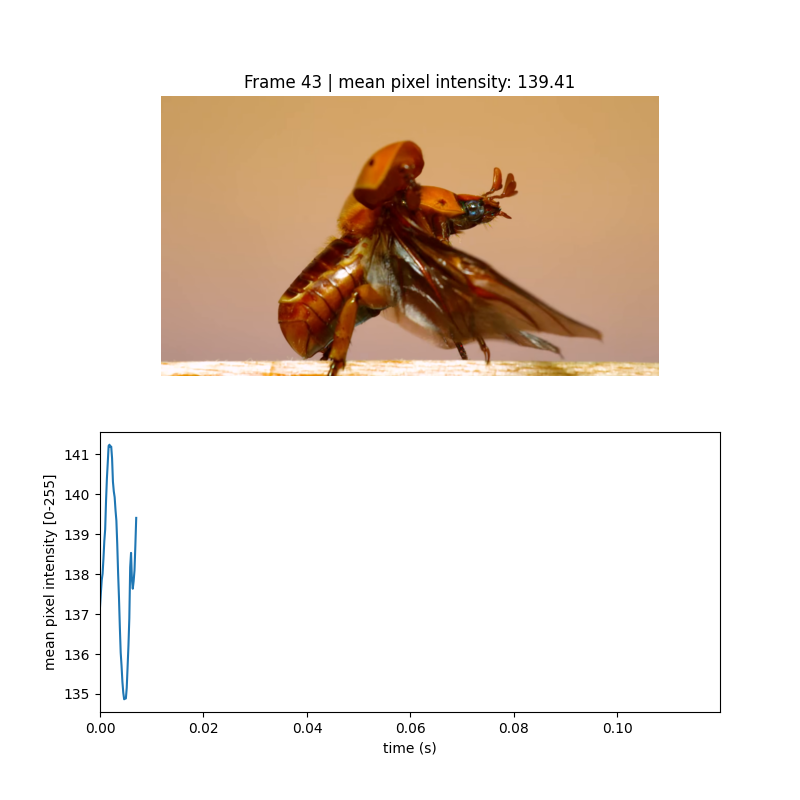 Frame 43 | mean pixel intensity: 139.41
141
140
139
138
137
136
135
mean pixel intensity [0-255]
0.00 0.02 0.04 0.06 0.08 0.10
time (s)